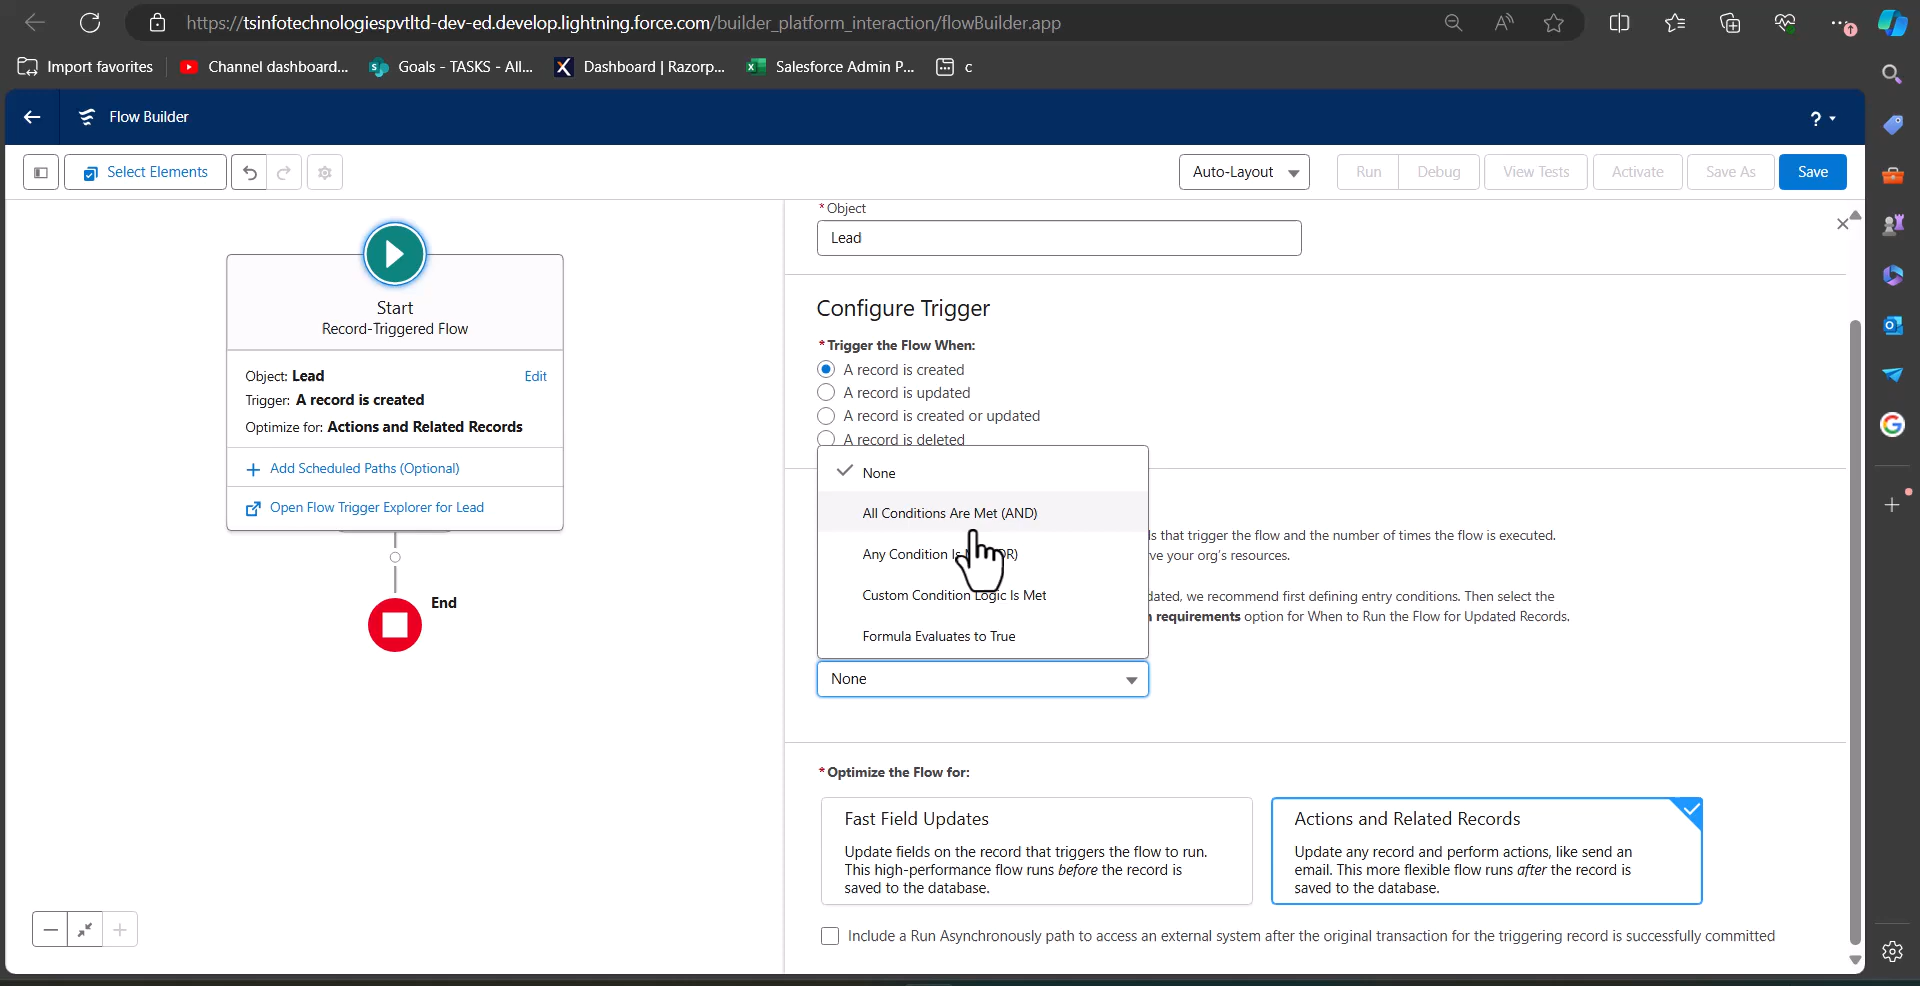 https://tsinfotechnologiespvtltd-dev-ed.develop.lightning.force.com/builder_platform_interaction/flowBuilder.app
Import favorites
Channel dashboard...
Goals - TASKS - All...
Dashboard | Razorp...
Salesforce Admin P...
c
Flow Builder
?
Select Elements
Auto-Layout
Run
Debug
View Tests
Activate
Save As
Save
Start
Record-Triggered Flow
Object: Lead
Edit
Trigger: A record is created
Optimize for: Actions and Related Records
Add Scheduled Paths (Optional)
Open Flow Trigger Explorer for Lead
End
* Object
Lead
Configure Trigger
* Trigger the Flow When:
A record is created
A record is updated
A record is created or updated
A record is deleted
None
All Conditions Are Met (AND)
Any Condition
Custom Condition Logic Is Met
Formula Evaluates to True
that trigger the flow and the number of times the flow is executed.
your org's resources.
we recommend first defining entry conditions. Then select the
requirements option for When to Run the Flow for Updated Records.
None
* Optimize the Flow for:
Fast Field Updates
Update fields on the record that triggers the flow to run.
This high-performance flow runs before the record is
saved to the database.
Actions and Related Records
Update any record and perform actions, like send an
email. This more flexible flow runs after the record is
saved to the database.
Include a Run Asynchronously path to access an external system after the original transaction for the triggering record is successfully committed